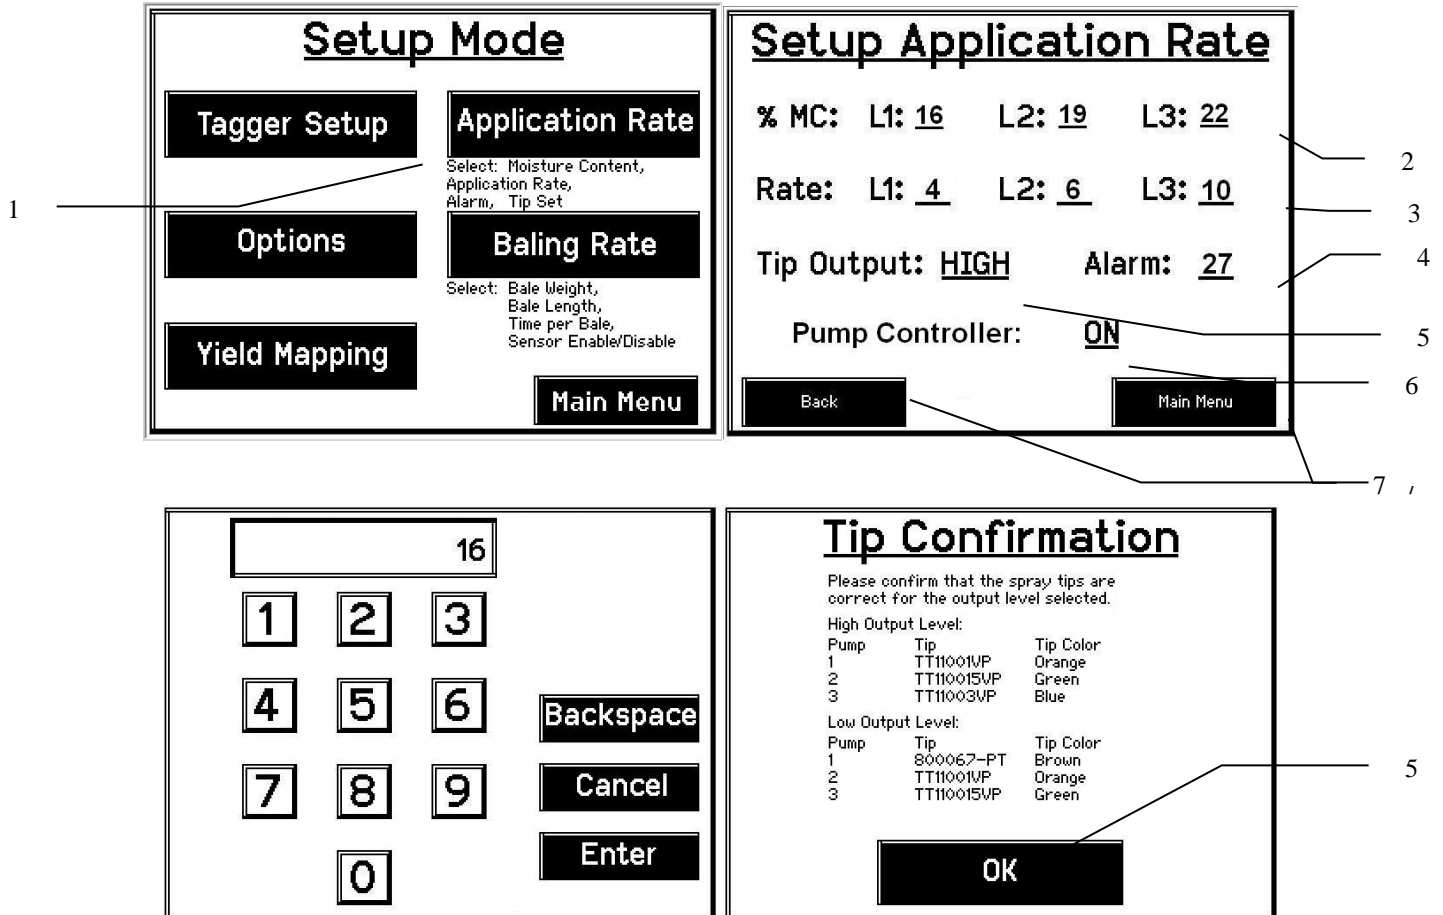 Setup Mode
Tagger Setup
Application Rate
Select: Moisture Content,
Application Rate,
Alarm, Tip Set
1
Options
Baling Rate
Select: Bale Weight,
Bale Length,
Time per Bale,
Sensor Enable/Disable
Yield Mapping
Main Menu
Setup Application Rate
% MC: L1: 16 L2: 19 L3: 22
2
Rate: L1: 4 L2: 6 L3: 10
3
Tip Output: HIGH Alarm: 27
4
Pump Controller: ON
5
6
Back
Main Menu
7
16
1 2 3
4 5 6
Backspace
7 8 9
Cancel
Enter
0
Tip Confirmation
Please confirm that the spray tips are
correct for the output level selected.
High Output Level:
Pump Tip Tip Color
1 TT11001VP Orange
2 TT110015VP Green
3 TT11003VP Blue
Low Output Level:
Pump Tip Tip Color
1 800067-PT Brown
2 TT11001VP Orange
3 TT110015VP Green
5
OK